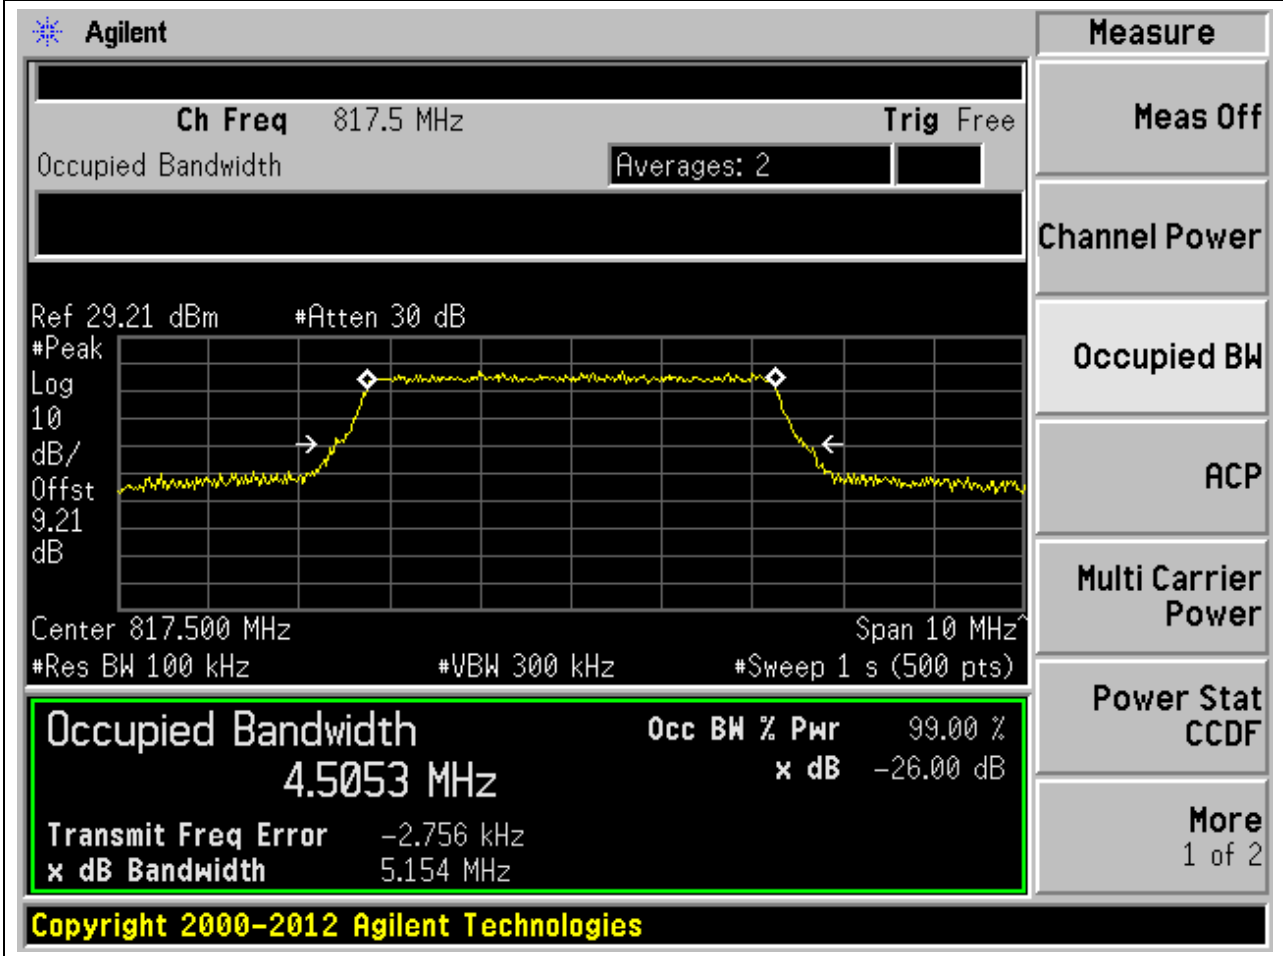 Agilent
Measure
Ch Freq 817.5 MHz Trig Free
Occupied Bandwidth Averages: 2
Meas Off
Channel Power
Occupied BW
ACP
Multi Carrier
Power
Power Stat
CCDF
More
1 of 2
Ref 29.21 dBm #Atten 30 dB
#Peak
Log
10
dB/
Offst
9.21
dB
Center 817.500 MHz Span 10 MHz^
#Res BW 100 kHz #VBW 300 kHz #Sweep 1 s (500 pts)
Occupied Bandwidth Occ BW % Pwr 99.00 %
4.5053 MHz x dB -26.00 dB
Transmit Freq Error -2.756 kHz
x dB Bandwidth 5.154 MHz
Copyright 2000-2012 Agilent Technologies